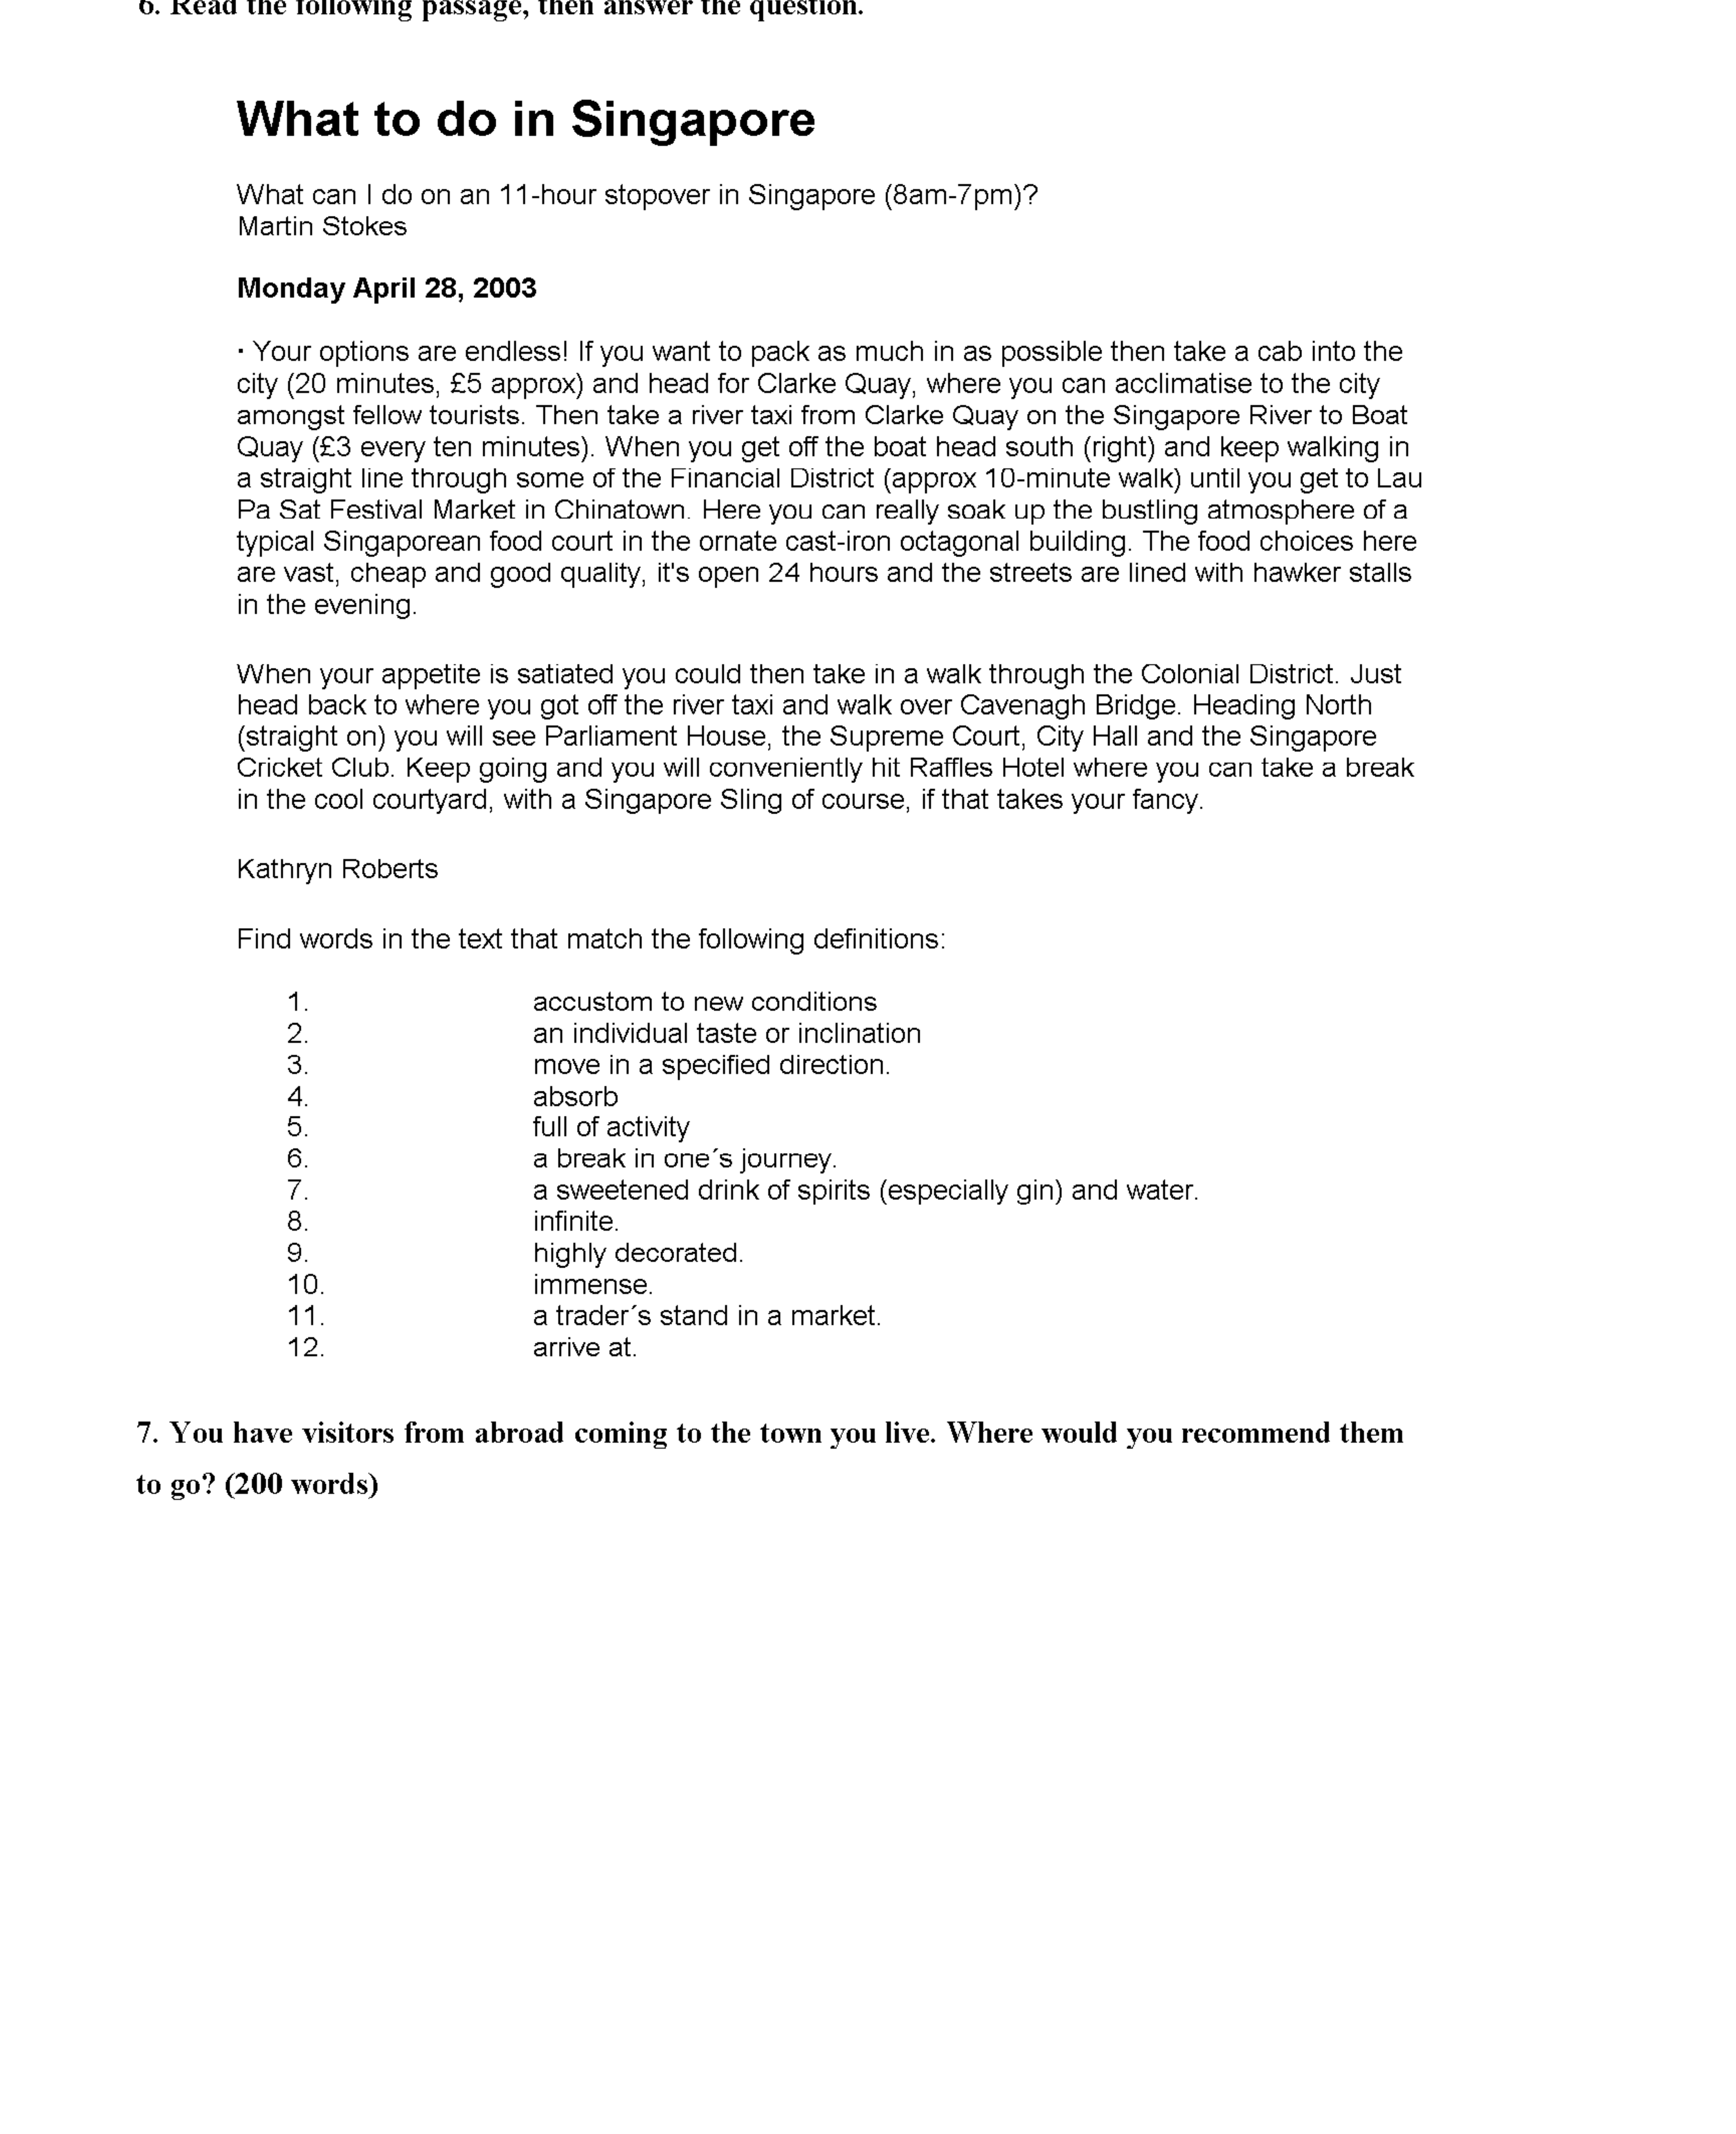 6. Read the following passage, then answer the question.
What to do in Singapore
What can I do on an 11-hour stopover in Singapore (8am-7pm)?
Martin Stokes
Monday April 28, 2003
· Your options are endless! If you want to pack as much in as possible then take a cab into the
city (20 minutes, £5 approx) and head for Clarke Quay, where you can acclimatise to the city
amongst fellow tourists. Then take a river taxi from Clarke Quay on the Singapore River to Boat
Quay (£3 every ten minutes). When you get off the boat head south (right) and keep walking in
a straight line through some of the Financial District (approx 10-minute walk) until you get to Lau
Pa Sat Festival Market in Chinatown. Here you can really soak up the bustling atmosphere of a
typical Singaporean food court in the ornate cast-iron octagonal building. The food choices here
are vast, cheap and good quality, it's open 24 hours and the streets are lined with hawker stalls
in the evening.
When your appetite is satiated you could then take in a walk through the Colonial District. Just
head back to where you got off the river taxi and walk over Cavenagh Bridge. Heading North
(straight on) you will see Parliament House, the Supreme Court, City Hall and the Singapore
Cricket Club. Keep going and you will conveniently hit Raffles Hotel where you can take a break
in the cool courtyard, with a Singapore Sling of course, if that takes your fancy.
Kathryn Roberts
Find words in the text that match the following definitions:
1. accustom to new conditions
2. an individual taste or inclination
3. move in a specified direction.
4. absorb
5. full of activity
6. a break in one´s journey.
7. a sweetened drink of spirits (especially gin) and water.
8. infinite.
9. highly decorated.
10. immense.
11. a trader´s stand in a market.
12. arrive at.
7. You have visitors from abroad coming to the town you live. Where would you recommend them
to go? (200 words)